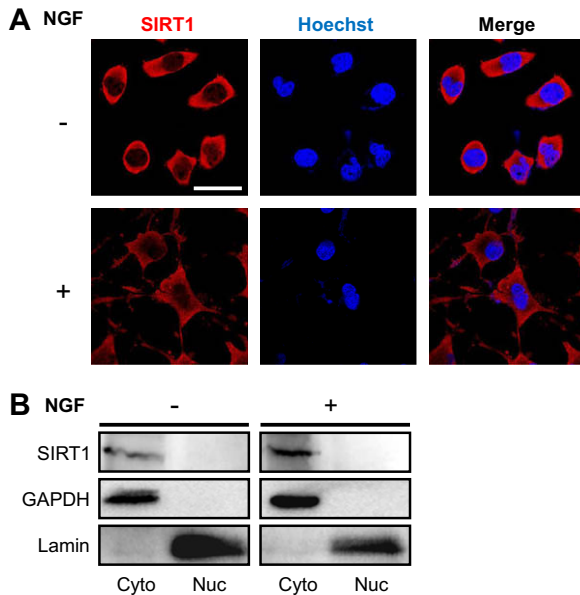 A NGF SIRT1 Hoechst Merge
-
+
B NGF - +
SIRT1
GAPDH
Lamin
Cyto Nuc Cyto Nuc